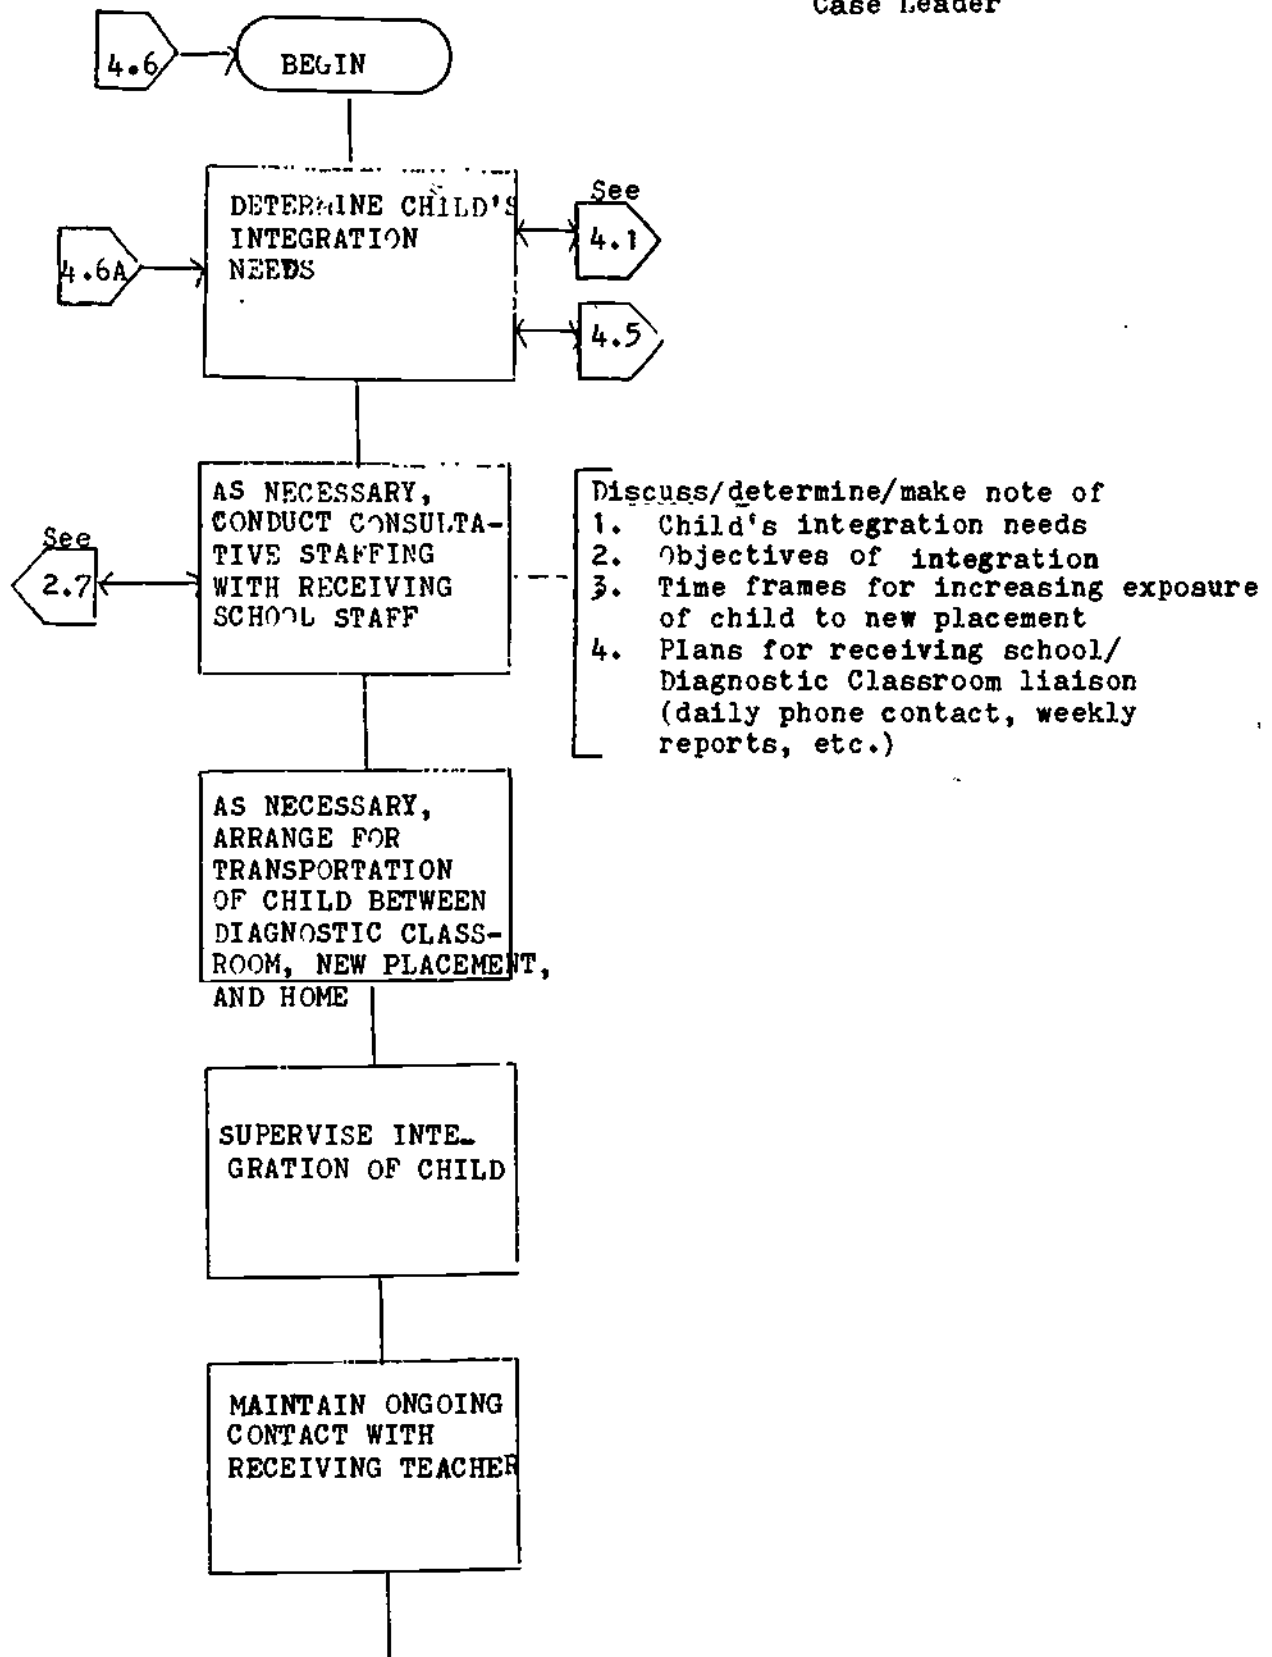 Case Leader
4.6
BEGIN
See
DETERMINE CHILD'S
INTEGRATION
NEEDS
4.1
4.6A
4.5
AS NECESSARY,
CONDUCT CONSULTA-
TIVE STAFFING
WITH RECEIVING
SCHOOL STAFF
See
2.7
Discuss/determine/make note of
1. Child's integration needs
2. Objectives of integration
3. Time frames for increasing exposure
of child to new placement
4. Plans for receiving school/
Diagnostic Classroom liaison
(daily phone contact, weekly
reports, etc.)
AS NECESSARY,
ARRANGE FOR
TRANSPORTATION
OF CHILD BETWEEN
DIAGNOSTIC CLASS-
ROOM, NEW PLACEMENT,
AND HOME
SUPERVISE INTE-
GRATION OF CHILD
MAINTAIN ONGOING
CONTACT WITH
RECEIVING TEACHER